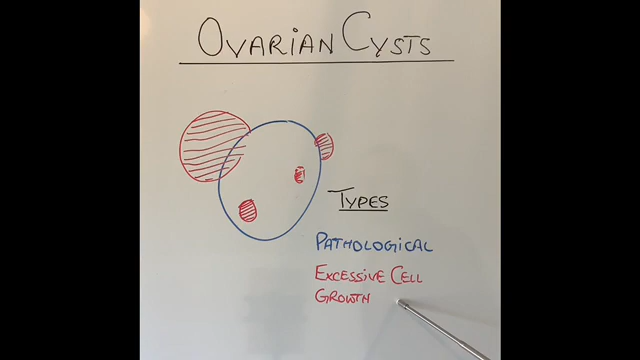 OVARIAN CYSTS
TYPES
PATHOLOGICAL
EXCESSIVE CELL
GROWTH